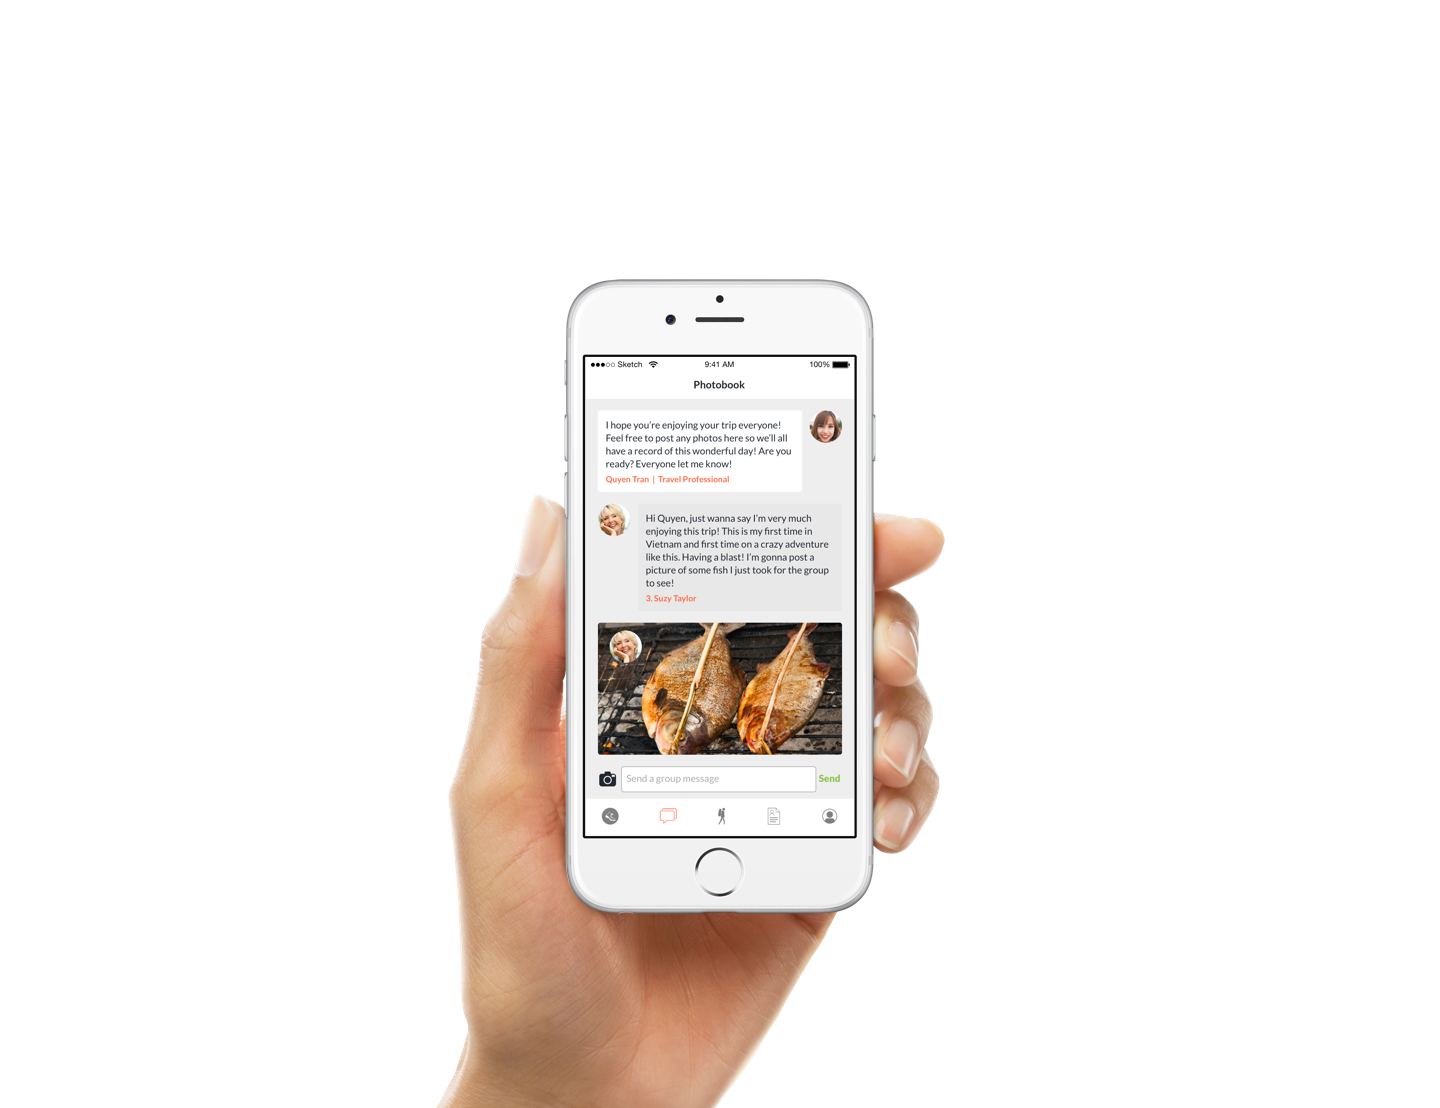 Sketch 9:41 AM 100%
Photobook
I hope you're enjoying your trip everyone!
Feel free to post any photos here so we'll all
have a record of this wonderful day! Are you
ready? Everyone let me know!
Quyen Tran | Travel Professional
Hi Quyen, just wanna say I'm very much
enjoying this trip! This is my first time in
Vietnam and first time on a crazy adventure
like this. Having a blast! I'm gonna post a
picture of some fish I just took for the group
to see!
3. Suzy Taylor
Send a group message Send